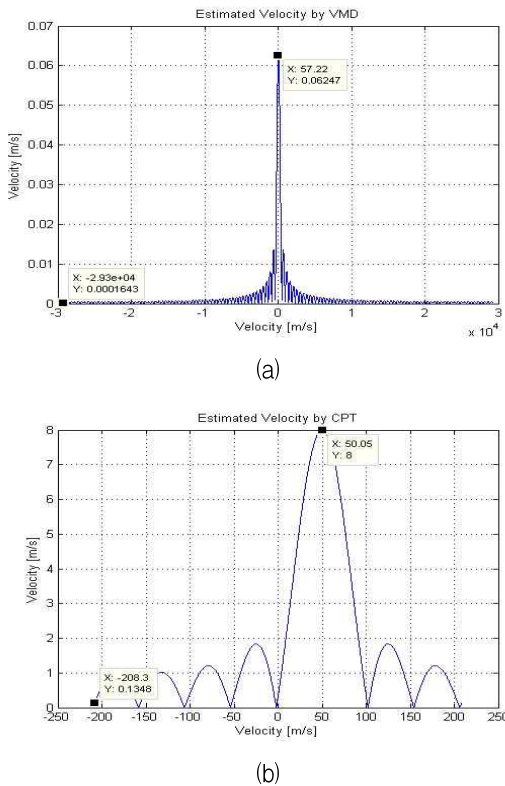 Estimated Velocity by VMD
0.07
X: 57.22
Y: 0.06247
0.06
0.05
0.04
Velocity [m/s]
0.03
0.02
0.01
X: -2.93e+04
Y: 0.0001643
0
-3 -2 -1 0 1 2 3
Velocity [m/s]
x 10^4
(a)
Estimated Velocity by CPT
8
X: 50.05
Y: 8
7
6
5
Velocity [m/s]
4
3
2
1
X: -208.3
Y: 0.1348
0
-250 -200 -150 -100 -50 0 50 100 150 200 250
Velocity [m/s]
(b)